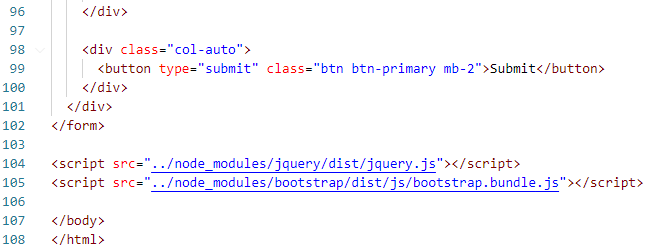 96 </div>
97
98 <div class="col-auto">
99 <button type="submit" class="btn btn-primary mb-2">Submit</button>
100 </div>
101 </div>
102 </form>
103
104 <script src="../node_modules/jquery/dist/jquery.js"></script>
105 <script src="../node_modules/bootstrap/dist/js/bootstrap.bundle.js"></script>
106
107 </body>
108 </html>